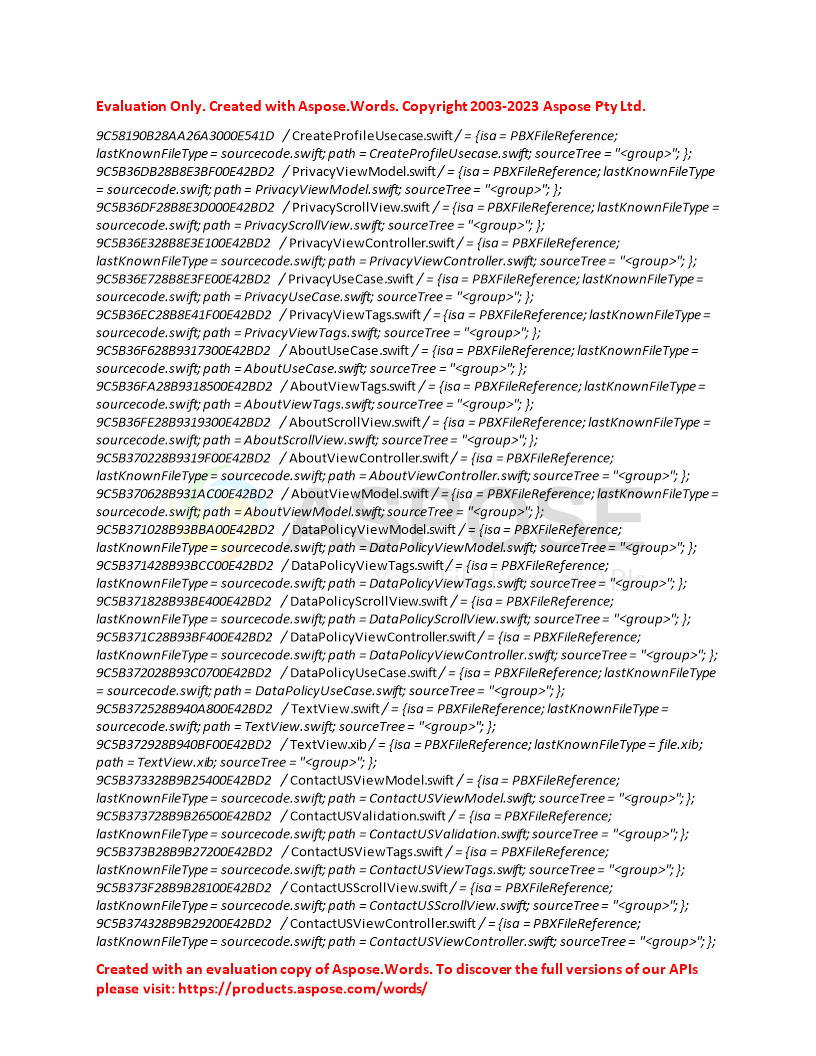 Evaluation Only. Created with Aspose.Words. Copyright 2003-2023 Aspose Pty Ltd.
9C58190B28AA26A3000E541D / CreateProfileUsecase.swift / = {isa = PBXFileReference;
lastKnownFileType = sourcecode.swift; path = CreateProfileUsecase.swift; sourceTree = "<group>"; };
9C5B36DB28B8E3BF00E42BD2 / PrivacyViewModel.swift / = {isa = PBXFileReference; lastKnownFileType
= sourcecode.swift; path = PrivacyViewModel.swift; sourceTree = "<group>"; };
9C5B36DF28B8E3D000E42BD2 / PrivacyScrollView.swift / = {isa = PBXFileReference; lastKnownFileType =
sourcecode.swift; path = PrivacyScrollView.swift; sourceTree = "<group>"; };
9C5B36E328B8E3E100E42BD2 / PrivacyViewController.swift / = {isa = PBXFileReference;
lastKnownFileType = sourcecode.swift; path = PrivacyViewController.swift; sourceTree = "<group>"; };
9C5B36E728B8E3FE00E42BD2 / PrivacyUseCase.swift / = {isa = PBXFileReference; lastKnownFileType =
sourcecode.swift; path = PrivacyUseCase.swift; sourceTree = "<group>"; };
9C5B36EC28B8E41F00E42BD2 / PrivacyViewTags.swift / = {isa = PBXFileReference; lastKnownFileType =
sourcecode.swift; path = PrivacyViewTags.swift; sourceTree = "<group>"; };
9C5B36F628B9317300E42BD2 / AboutUseCase.swift / = {isa = PBXFileReference; lastKnownFileType =
sourcecode.swift; path = AboutUseCase.swift; sourceTree = "<group>"; };
9C5B36FA28B9318500E42BD2 / AboutViewTags.swift / = {isa = PBXFileReference; lastKnownFileType =
sourcecode.swift; path = AboutViewTags.swift; sourceTree = "<group>"; };
9C5B36FE28B9319300E42BD2 / AboutScrollView.swift / = {isa = PBXFileReference; lastKnownFileType =
sourcecode.swift; path = AboutScrollView.swift; sourceTree = "<group>"; };
9C5B370228B9319F00E42BD2 / AboutViewController.swift / = {isa = PBXFileReference;
lastKnownFileType = sourcecode.swift; path = AboutViewController.swift; sourceTree = "<group>"; };
9C5B370628B931AC00E42BD2 / AboutViewModel.swift / = {isa = PBXFileReference; lastKnownFileType =
sourcecode.swift; path = AboutViewModel.swift; sourceTree = "<group>"; };
9C5B371028B93BBA00E42BD2 / DataPolicyViewModel.swift / = {isa = PBXFileReference;
lastKnownFileType = sourcecode.swift; path = DataPolicyViewModel.swift; sourceTree = "<group>"; };
9C5B371428B93BCC00E42BD2 / DataPolicyViewTags.swift / = {isa = PBXFileReference;
lastKnownFileType = sourcecode.swift; path = DataPolicyViewTags.swift; sourceTree = "<group>"; };
9C5B371828B93BE400E42BD2 / DataPolicyScrollView.swift / = {isa = PBXFileReference;
lastKnownFileType = sourcecode.swift; path = DataPolicyScrollView.swift; sourceTree = "<group>"; };
9C5B371C28B93BF400E42BD2 / DataPolicyViewController.swift / = {isa = PBXFileReference;
lastKnownFileType = sourcecode.swift; path = DataPolicyViewController.swift; sourceTree = "<group>"; };
9C5B372028B93C0700E42BD2 / DataPolicyUseCase.swift / = {isa = PBXFileReference; lastKnownFileType
= sourcecode.swift; path = DataPolicyUseCase.swift; sourceTree = "<group>"; };
9C5B372528B940A800E42BD2 / TextView.swift / = {isa = PBXFileReference; lastKnownFileType =
sourcecode.swift; path = TextView.swift; sourceTree = "<group>"; };
9C5B372928B940BF00E42BD2 / TextView.xib / = {isa = PBXFileReference; lastKnownFileType = file.xib;
path = TextView.xib; sourceTree = "<group>"; };
9C5B373328B9B25400E42BD2 / ContactUSViewModel.swift / = {isa = PBXFileReference;
lastKnownFileType = sourcecode.swift; path = ContactUSViewModel.swift; sourceTree = "<group>"; };
9C5B373728B9B26500E42BD2 / ContactUSValidation.swift / = {isa = PBXFileReference;
lastKnownFileType = sourcecode.swift; path = ContactUSValidation.swift; sourceTree = "<group>"; };
9C5B373B28B9B27200E42BD2 / ContactUSViewTags.swift / = {isa = PBXFileReference;
lastKnownFileType = sourcecode.swift; path = ContactUSViewTags.swift; sourceTree = "<group>"; };
9C5B373F28B9B28100E42BD2 / ContactUSScrollView.swift / = {isa = PBXFileReference;
lastKnownFileType = sourcecode.swift; path = ContactUSScrollView.swift; sourceTree = "<group>"; };
9C5B374328B9B29200E42BD2 / ContactUSViewController.swift / = {isa = PBXFileReference;
lastKnownFileType = sourcecode.swift; path = ContactUSViewController.swift; sourceTree = "<group>"; };
ASPOSE
Your File Format APIs
Created with an evaluation copy of Aspose.Words. To discover the full versions of our APIs
please visit: https://products.aspose.com/words/